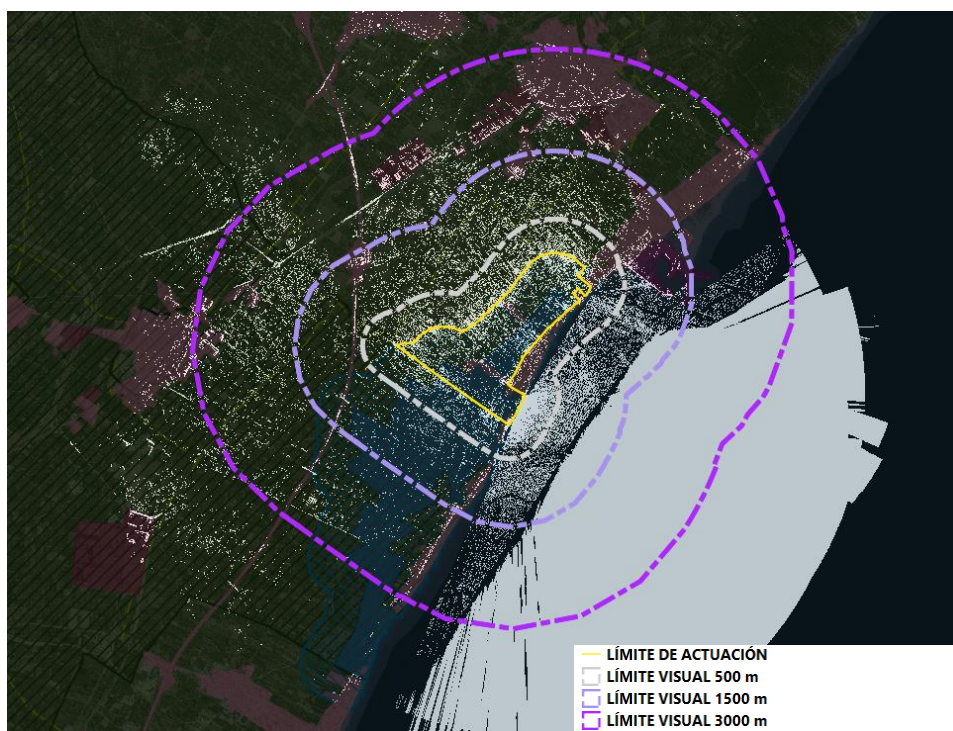 LÍMITE DE ACTUACIÓN
LÍMITE VISUAL 500 m
LÍMITE VISUAL 1500 m
LÍMITE VISUAL 3000 m